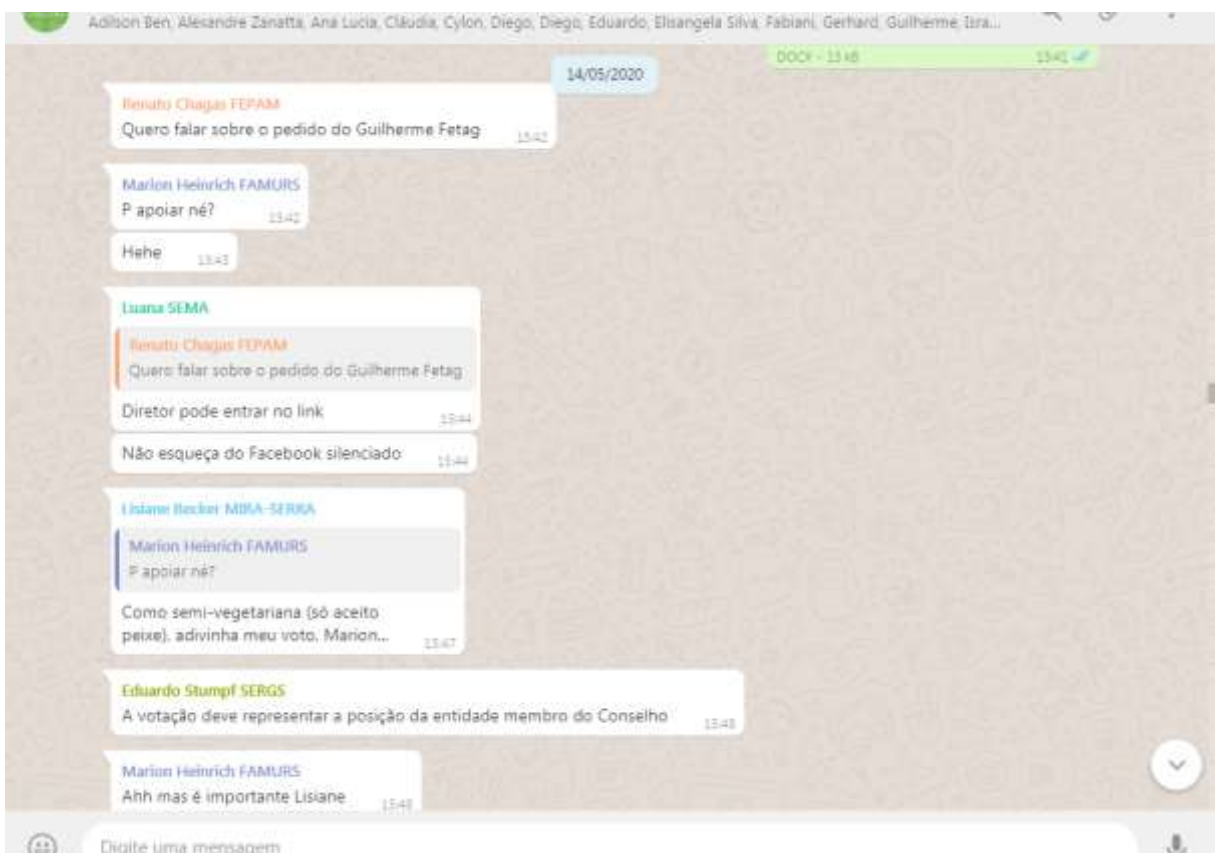 Adilson Ben, Alexandre Zanatta, Ana Lucia, Cláudia, Cylon, Diego, Diego, Eduardo, Elisangela Silva, Fabiani, Gerhard, Guilherme, Isra...
DOCX - 13 kB 13:41
14/05/2020
Renato Chagas FEPAM
Quero falar sobre o pedido do Guilherme Fetag 15:42
Marion Heinrich FAMURS
P apoiar né? 15:42
Hehe 15:43
Luana SEMA
Renato Chagas FEPAM
Quero falar sobre o pedido do Guilherme Fetag
Diretor pode entrar no link 15:44
Não esqueça do Facebook silenciado 15:44
Lisiane Becker MIRA-SERRA
Marion Heinrich FAMURS
P apoiar né?
Como semi-vegetariana (só aceito
peixe), adivinha meu voto, Marion... 15:47
Eduardo Stumpf SERGS
A votação deve representar a posição da entidade membro do Conselho 15:48
Marion Heinrich FAMURS
Ahh mas é importante Lisiane 15:48
Digite uma mensagem